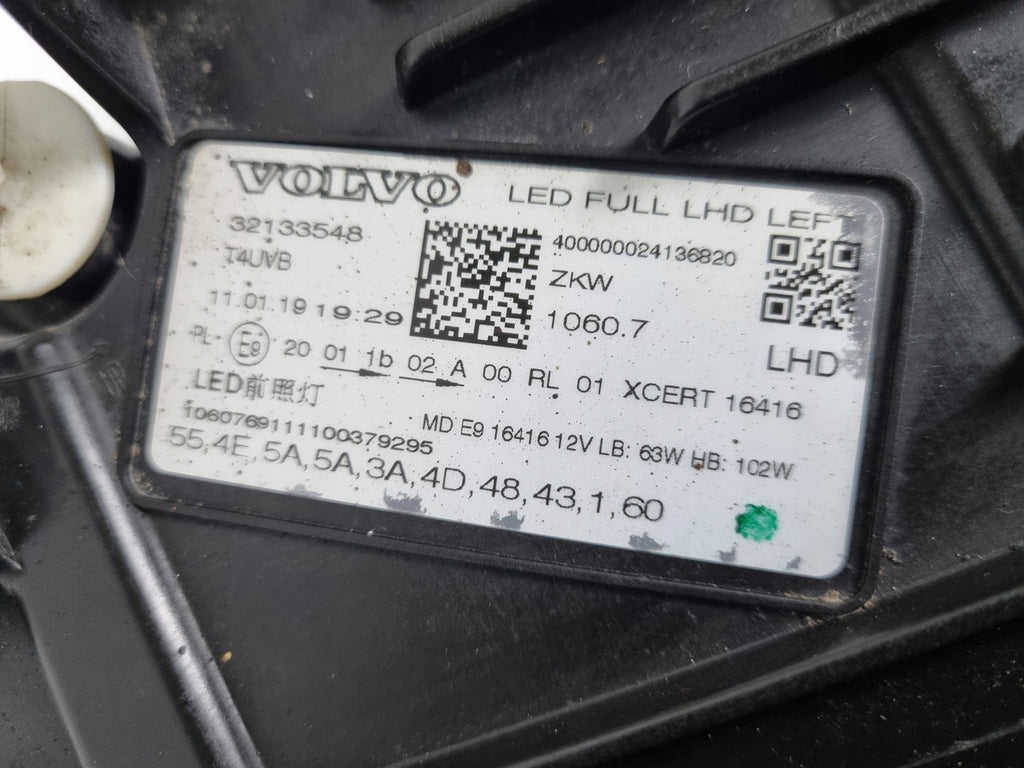 VOLVO LED FULL LHD LEFT
32133548 400000024136820
T4UVB ZKW
11.01.19 19:29 1060.7
LHD
PL- E9 20 01 1b 02 A 00 RL 01 XCERT 16416
LED前照灯 MD E9 16416 12V LB: 63W HB: 102W
1060769111100379295
55,4E,5A,5A,3A,4D,48,43,1,60